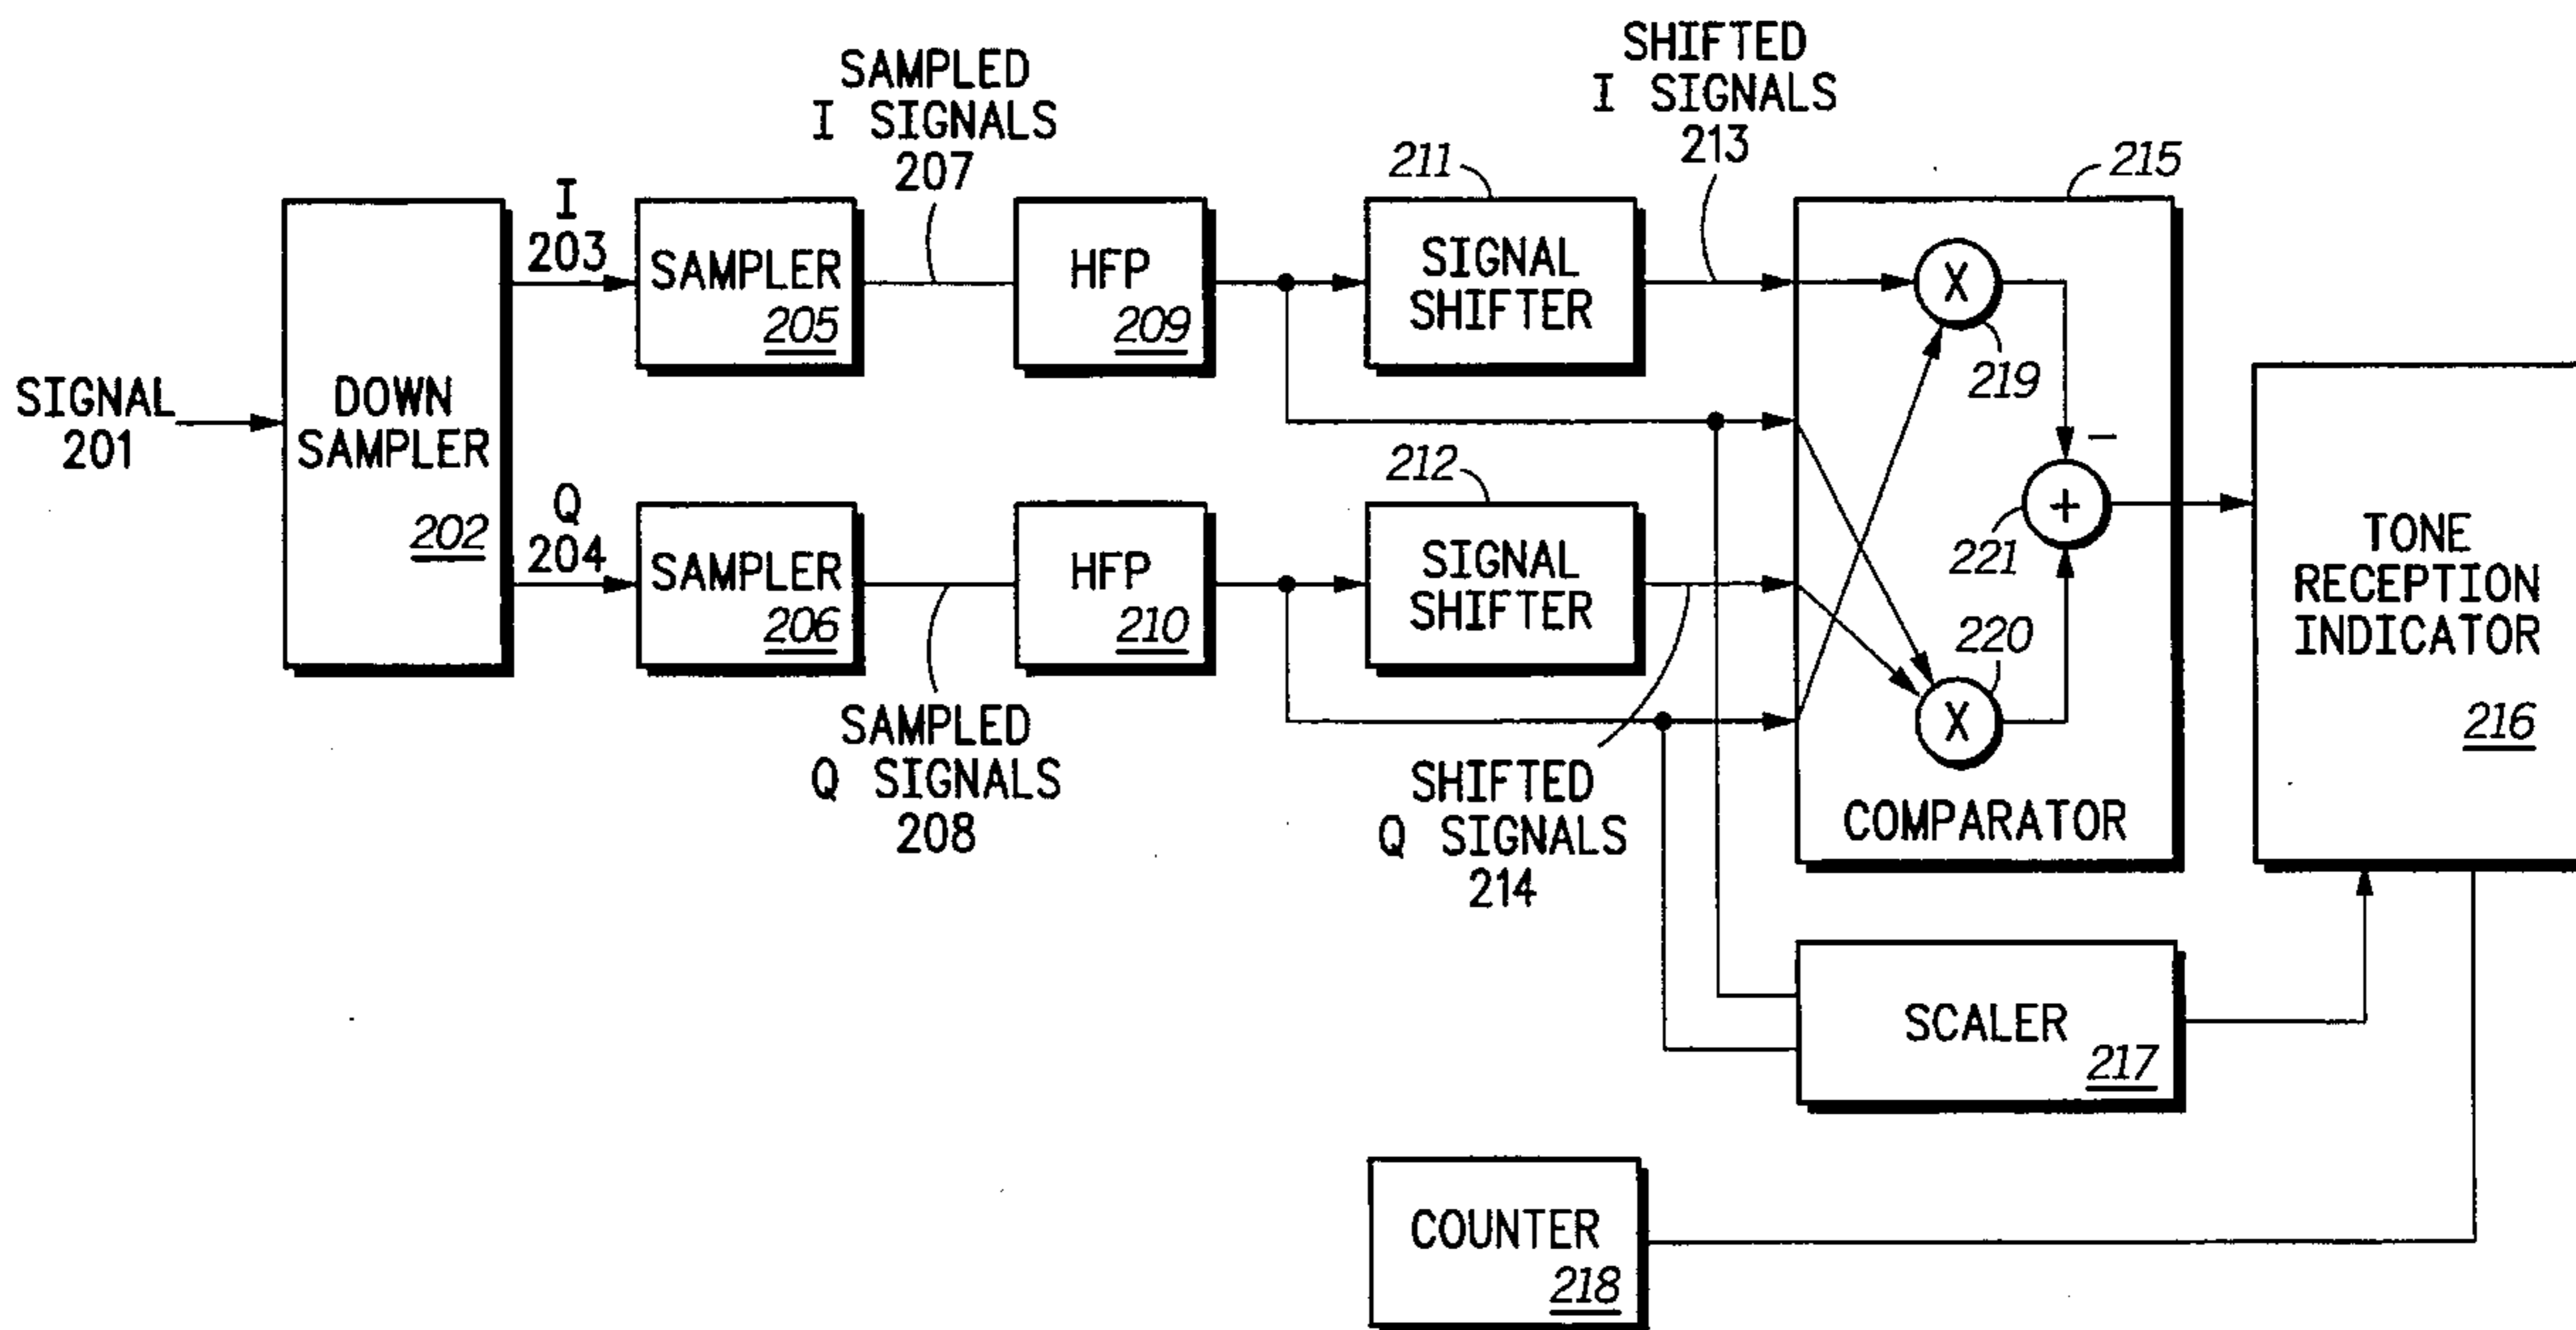 SIGNAL
201
DOWN
SAMPLER
202
I
203
Q
204
SAMPLER
205
SAMPLER
206
SAMPLED
I SIGNALS
207
SAMPLED
Q SIGNALS
208
HFP
209
HFP
210
211
SIGNAL
SHIFTER
212
SIGNAL
SHIFTER
SHIFTED
I SIGNALS
213
SHIFTED
Q SIGNALS
214
215
X
219
-
+
221
220
X
COMPARATOR
TONE
RECEPTION
INDICATOR
216
SCALER
217
COUNTER
218